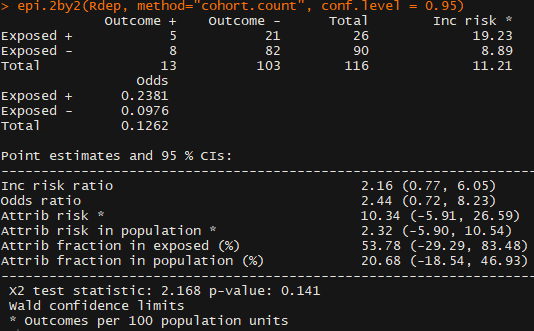 > epi.2by2(Rdep, method="cohort.count", conf.level = 0.95)
Outcome + Outcome - Total Inc risk *
Exposed + 5 21 26 19.23
Exposed - 8 82 90 8.89
Total 13 103 116 11.21
Odds
Exposed + 0.2381
Exposed - 0.0976
Total 0.1262
Point estimates and 95 % CIs:
-------------------------------------------------------------------
Inc risk ratio 2.16 (0.77, 6.05)
Odds ratio 2.44 (0.72, 8.23)
Attrib risk * 10.34 (-5.91, 26.59)
Attrib risk in population * 2.32 (-5.90, 10.54)
Attrib fraction in exposed (%) 53.78 (-29.29, 83.48)
Attrib fraction in population (%) 20.68 (-18.54, 46.93)
-------------------------------------------------------------------
X2 test statistic: 2.168 p-value: 0.141
Wald confidence limits
* Outcomes per 100 population units